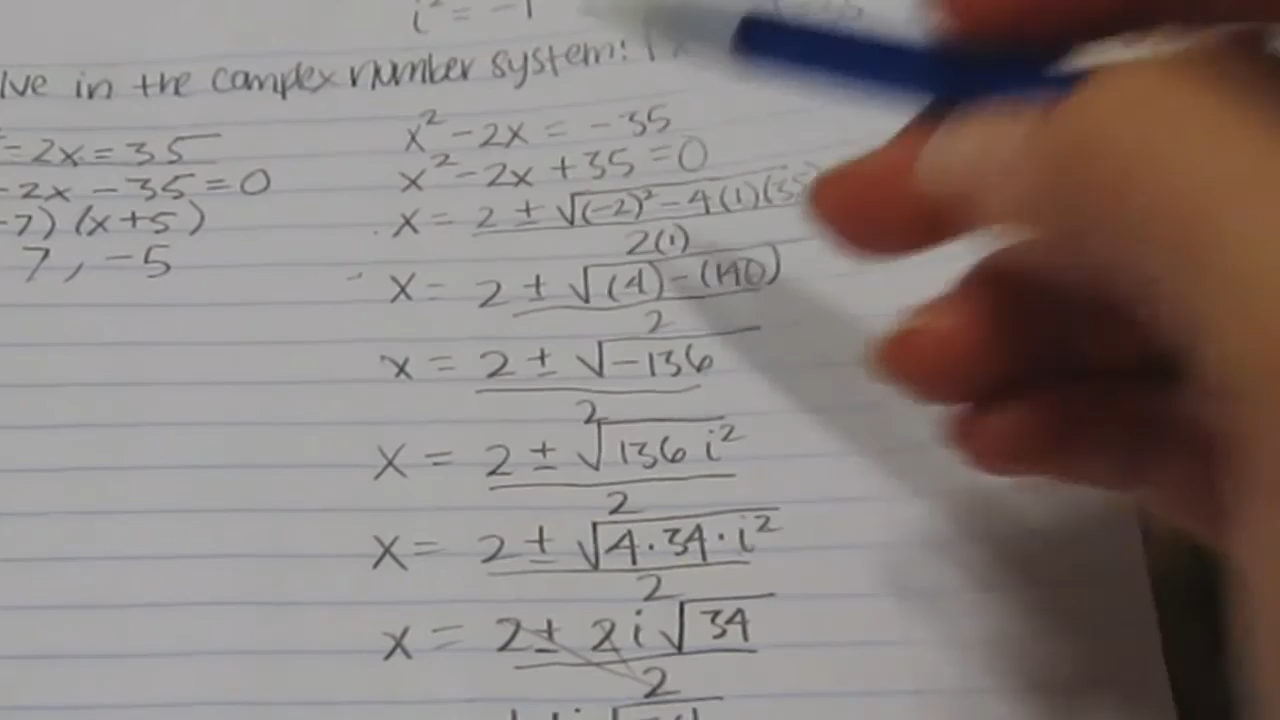 i² = -1
lve in the complex number system:
= 2x = 35
- 2x - 35 = 0
-7) (x+5)
7, -5
x² - 2x = -35
x² - 2x + 35 = 0
x = 2 ± √(-2)² - 4(1)(35)
2(1)
x = 2 ± √(4) - (140)
2
x = 2 ± √-136
2
x = 2 ± √136 i²
2
x = 2 ± √4·34·i²
2
x = 2 ± 2i√34
2